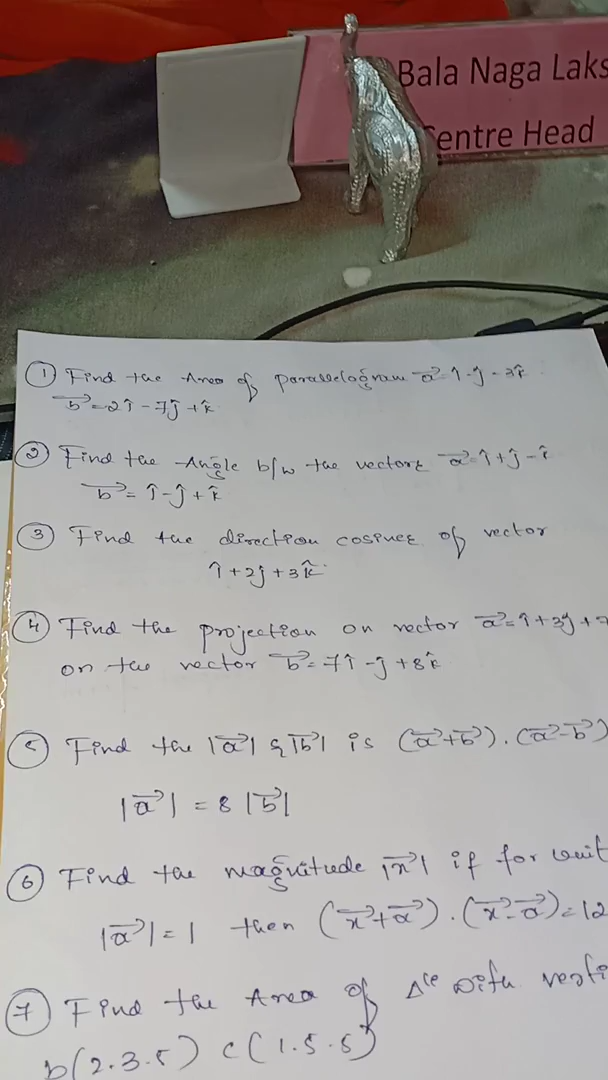 Bala Naga Laks
Centre Head
① Find the Area of parallelogram a⃗ = î - ĵ - 3k̂
b⃗ = 2î - 7ĵ + k̂
② Find the Angle b/w the vectors a⃗ = î + ĵ - k̂
b⃗ = î - ĵ + k̂
③ Find the direction cosines of vector
î + 2ĵ + 3k̂
④ Find the projection on vector a⃗ = î + 3ĵ + 7
on the vector b⃗ = 7î - ĵ + 8k̂
⑤ Find the |a⃗| & |b⃗| is (a⃗+b⃗).(a⃗-b⃗)
|a⃗| = 8 |b⃗|
⑥ Find the magnitude |x⃗| if for unit
|a⃗| = 1 then (x⃗+a⃗).(x⃗-a⃗) = 12
⑦ Find the Area of Δle with verti
b(2.3.5) c(1.5.5)